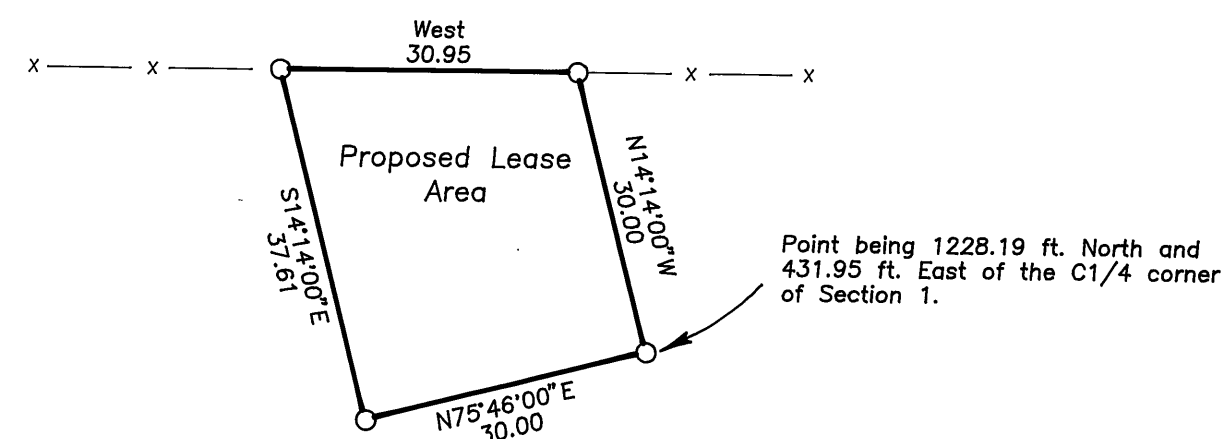 West
30.95
x x x x
Proposed Lease
Area
N14°14'00"W
30.00
S14°14'00"E
37.61
Point being 1228.19 ft. North and
431.95 ft. East of the C1/4 corner
of Section 1.
N75°46'00"E
30.00